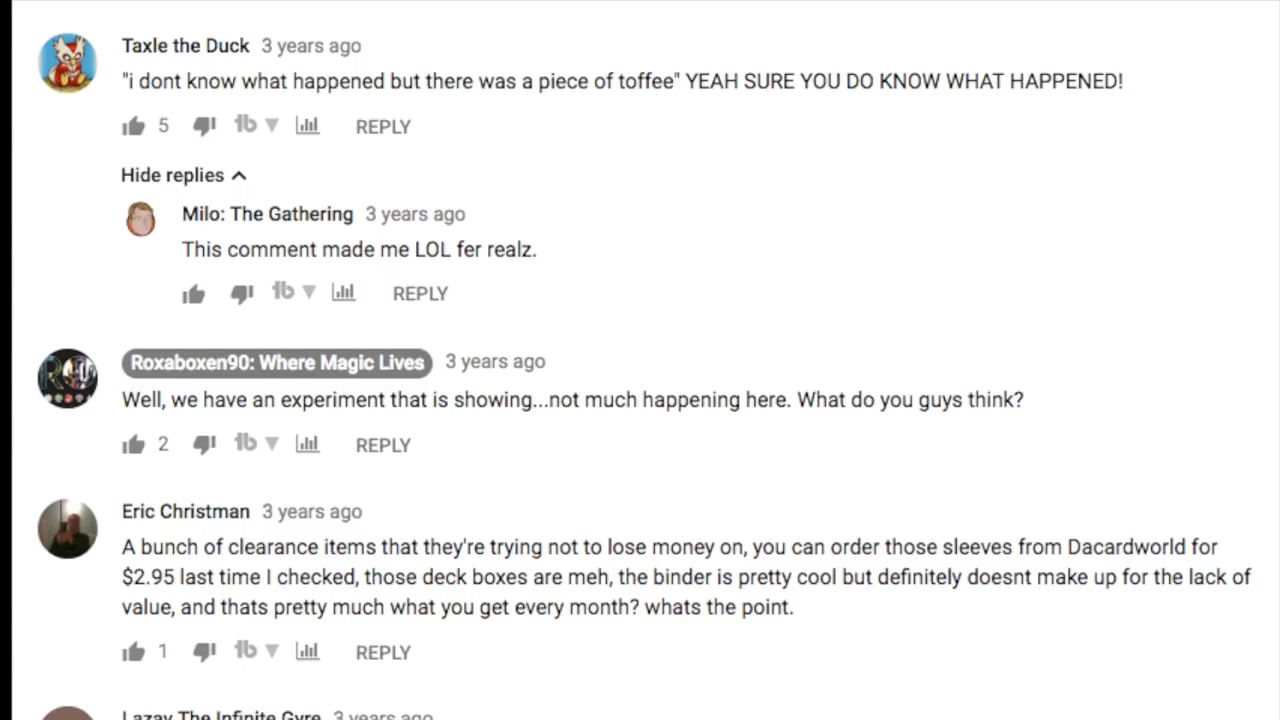 Taxle the Duck 3 years ago
"i dont know what happened but there was a piece of toffee" YEAH SURE YOU DO KNOW WHAT HAPPENED!
5 REPLY
Hide replies
Milo: The Gathering 3 years ago
This comment made me LOL fer realz.
REPLY
Roxaboxen90: Where Magic Lives 3 years ago
Well, we have an experiment that is showing...not much happening here. What do you guys think?
2 REPLY
Eric Christman 3 years ago
A bunch of clearance items that they're trying not to lose money on, you can order those sleeves from Dacardworld for
$2.95 last time I checked, those deck boxes are meh, the binder is pretty cool but definitely doesnt make up for the lack of
value, and thats pretty much what you get every month? whats the point.
1 REPLY
Lazav The Infinite Gyre 3 years ago